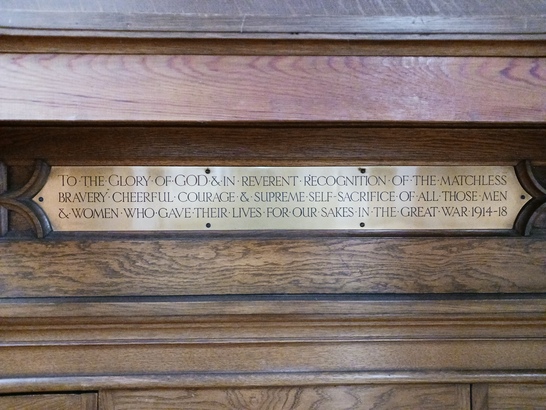 TO·THE GLORY·OF·GOD & IN·REVERENT·RECOGNITION·OF·THE·MATCHLESS
BRAVERY·CHEERFUL·COURAGE·&·SUPREME·SELF-SACRIFICE·OF·ALL·THOSE·MEN
& WOMEN·WHO·GAVE·THEIR·LIVES·FOR·OUR·SAKES·IN·THE·GREAT·WAR·1914-18